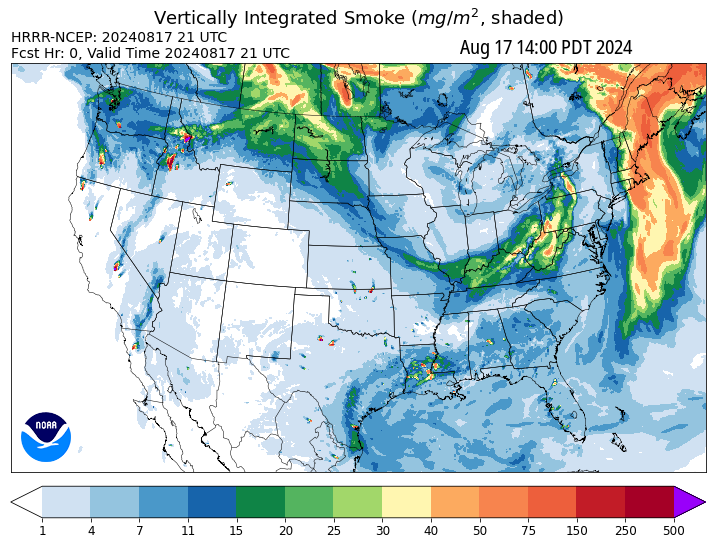 Vertically Integrated Smoke (mg/m², shaded)
HRRR-NCEP: 20240817 21 UTC
Fcst Hr: 0, Valid Time 20240817 21 UTC
Aug 17 14:00 PDT 2024
NOAA
1 4 7 11 15 20 25 30 40 50 75 150 250 500